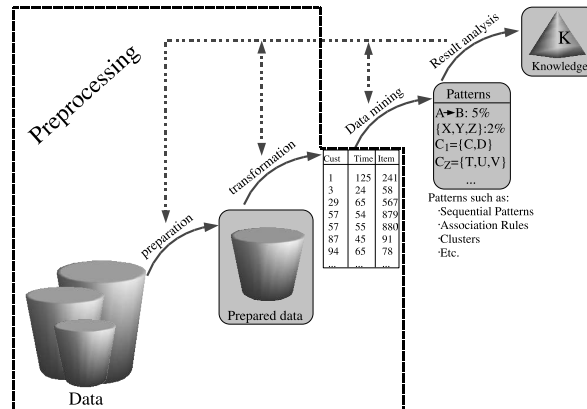 Preprocessing
Data
preparation
Prepared data
transformation
Cust Time Item
1 125 241
3 24 58
29 65 567
57 54 879
57 55 880
87 45 91
94 65 78
... ... ...
Data mining
Patterns
A→B: 5%
{X,Y,Z}:2%
C1={C,D}
CZ={T,U,V}
...
Patterns such as:
·Sequential Patterns
·Association Rules
·Clusters
·Etc.
Result analysis
K
Knowledge